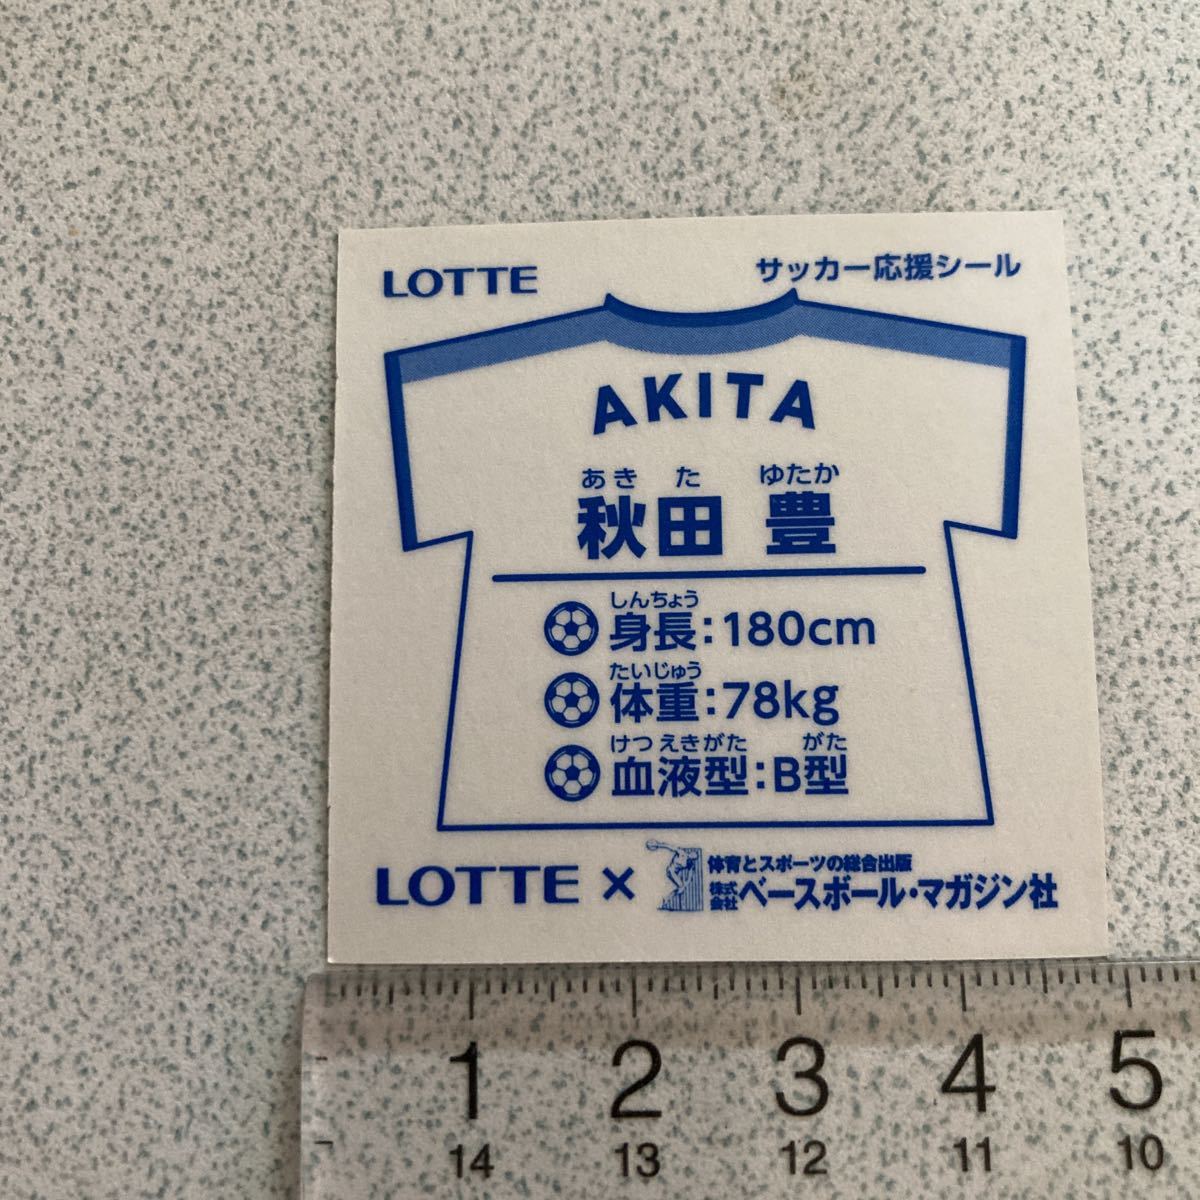 LOTTE
サッカー応援シール
AKITA
あき た ゆたか
秋田 豊
しんちょう
身長:180cm
たいじゅう
体重:78kg
けつえきがた がた
血液型:B型
LOTTE × 体育とスポーツの総合出版
株式会社 ベースボール・マガジン社
1 2 3 4 5
14 13 12 11 10